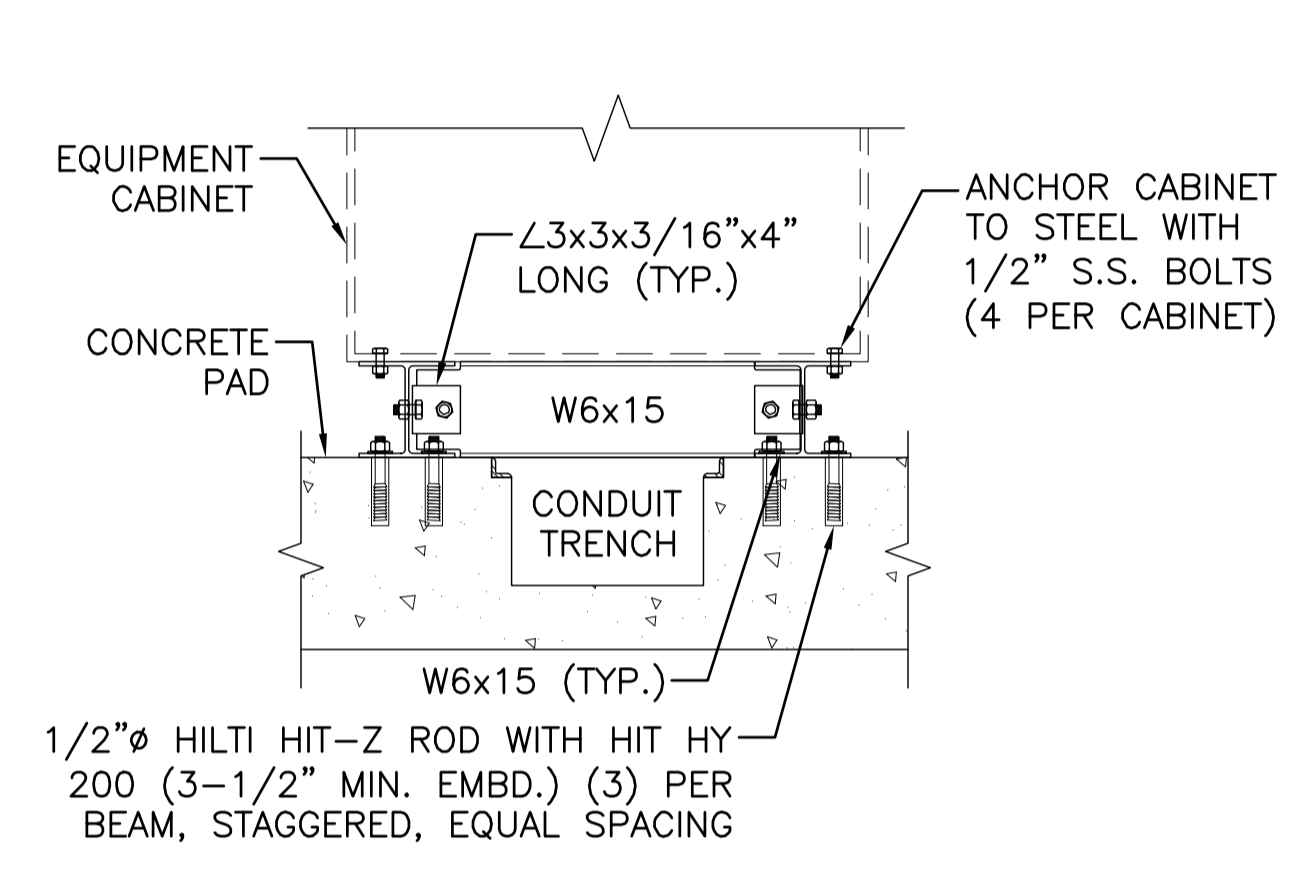 EQUIPMENT
CABINET
∠3x3x3/16”x4”
LONG (TYP.)
ANCHOR CABINET
TO STEEL WITH
1/2” S.S. BOLTS
(4 PER CABINET)
CONCRETE
PAD
W6x15
CONDUIT
TRENCH
W6x15 (TYP.)
1/2”ø HILTI HIT–Z ROD WITH HIT HY
200 (3–1/2” MIN. EMBD.) (3) PER
BEAM, STAGGERED, EQUAL SPACING